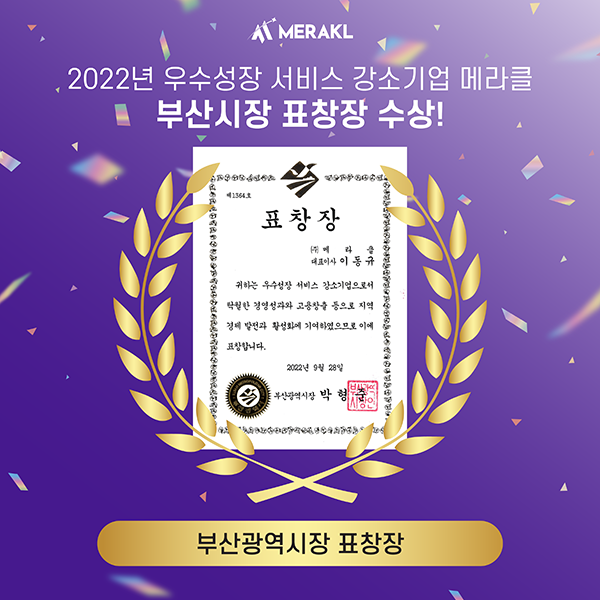 MERAKL
2022년 우수성장 서비스 강소기업 메라클
부산시장 표창장 수상!
제1364호
표창장
(주)메라클
대표이사 이동규
귀하는 우수성장 서비스 강소기업으로서
탁월한 경영성과와 고용창출 등으로 지역
경제 발전과 활성화에 기여하였으므로 이에
표창합니다.
2022년 9월 28일
부산광역시장 박형준
부산광역시장 표창장